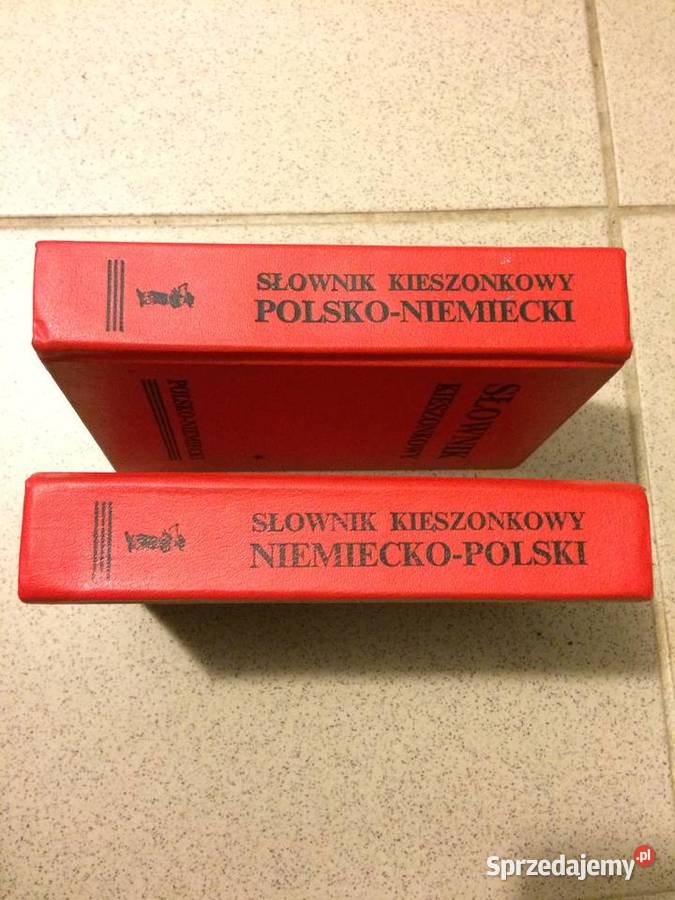 SŁOWNIK KIESZONKOWY
POLSKO-NIEMIECKI
SŁOWNIK
KIESZONKOWY
POLSKO-NIEMIECKI
SŁOWNIK KIESZONKOWY
NIEMIECKO-POLSKI
Sprzedajemy.pl